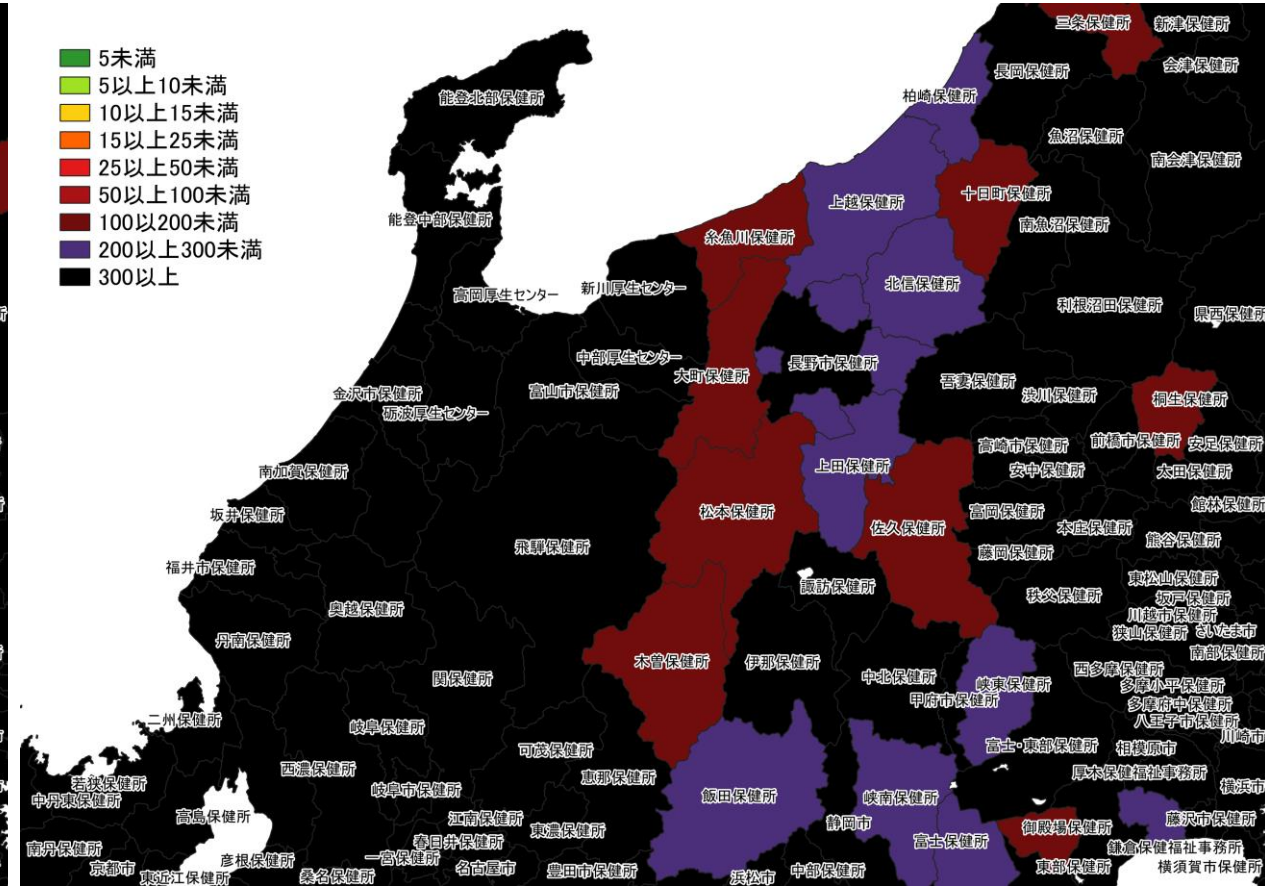 5未満
5以上10未満
10以上15未満
15以上25未満
25以上50未満
50以上100未満
100以200未満
200以上300未満
300以上
三条保健所
新津保健所
会津保健所
長岡保健所
能登北部保健所
柏崎保健所
魚沼保健所
南会津保健所
十日町保健所
上越保健所
能登中部保健所
南魚沼保健所
糸魚川保健所
北信保健所
新川厚生センター
高岡厚生センター
利根沼田保健所
県西保健所
中部厚生センター
長野市保健所
大町保健所
吾妻保健所
富山市保健所
金沢市保健所
渋川保健所
桐生保健所
砺波厚生センター
前橋市保健所
安足保健所
高崎市保健所
南加賀保健所
上田保健所
安中保健所
太田保健所
館林保健所
坂井保健所
松本保健所
富岡保健所
佐久保健所
本庄保健所
熊谷保健所
飛騨保健所
藤岡保健所
福井市保健所
東松山保健所
諏訪保健所
秩父保健所
坂戸保健所
奥越保健所
川越市保健所
狭山保健所
さいたま市
丹南保健所
南部保健所
木曽保健所
伊那保健所
西多摩保健所
関保健所
中北保健所
峡東保健所
多摩小平保健所
甲府市保健所
多摩府中保健所
二州保健所
八王子市保健所
岐阜保健所
川崎市
富士・東部保健所
相模原市
可茂保健所
西濃保健所
恵那保健所
厚木保健福祉事務所
若狭保健所
横浜市
岐阜市保健所
飯田保健所
峡南保健所
中丹東保健所
高島保健所
江南保健所
静岡市
藤沢市保健所
東濃保健所
御殿場保健所
春日井保健所
富士保健所
南丹保健所
鎌倉保健福祉事務所
一宮保健所
彦根保健所
京都市
名古屋市
豊田市保健所
中部保健所
東部保健所
横須賀市保健所
東近江保健所
桑名保健所
浜松市